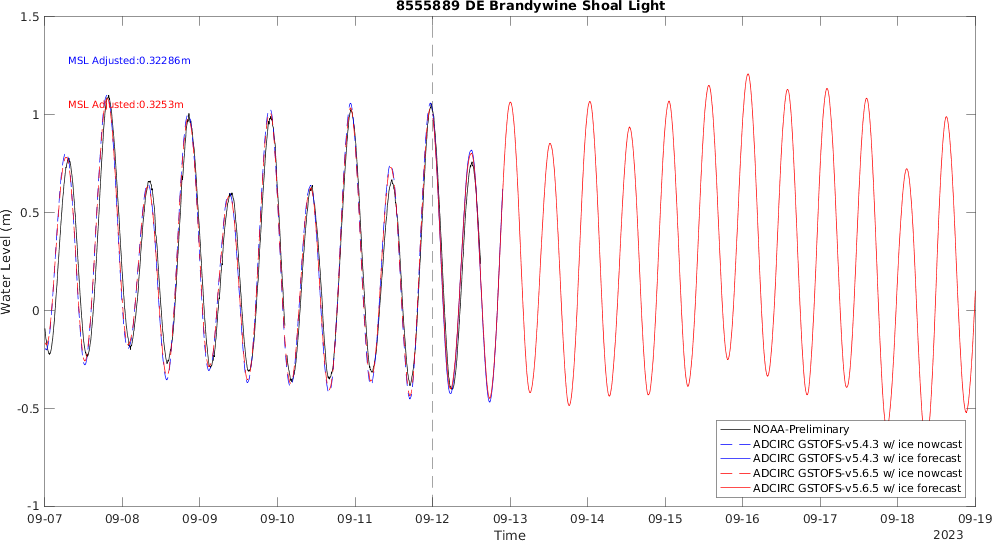 8555889 DE Brandywine Shoal Light
MSL Adjusted:0.32286m
MSL Adjusted:0.3253m
Water Level (m)
1.5
1
0.5
0
-0.5
-1
NOAA-Preliminary
ADCIRC GSTOFS-v5.4.3 w/ ice nowcast
ADCIRC GSTOFS-v5.4.3 w/ ice forecast
ADCIRC GSTOFS-v5.6.5 w/ ice nowcast
ADCIRC GSTOFS-v5.6.5 w/ ice forecast
09-07 09-08 09-09 09-10 09-11 09-12 09-13 09-14 09-15 09-16 09-17 09-18 09-19
Time
2023